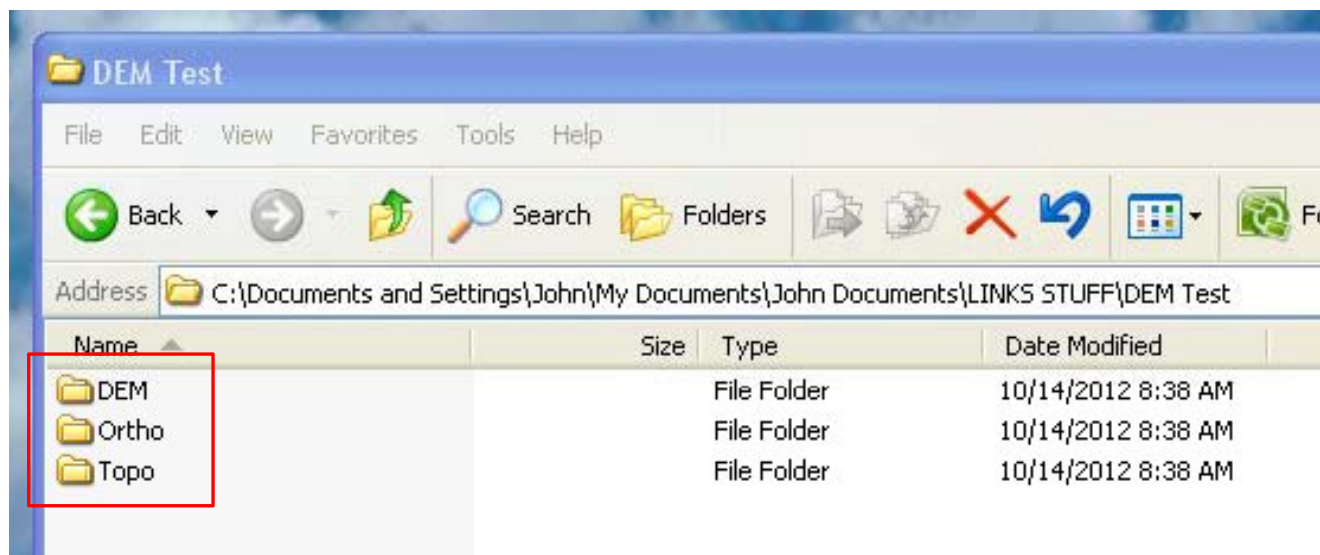 DEM Test
File Edit View Favorites Tools Help
Back Search Folders
Address C:\Documents and Settings\John\My Documents\John Documents\LINKS STUFF\DEM Test
Name Size Type Date Modified
DEM File Folder 10/14/2012 8:38 AM
Ortho File Folder 10/14/2012 8:38 AM
Topo File Folder 10/14/2012 8:38 AM